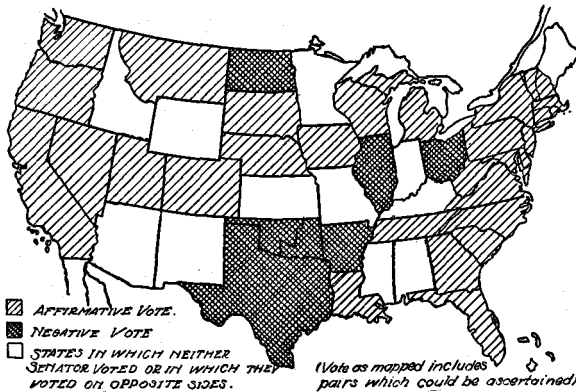 AFFIRMATIVE VOTE.
NEGATIVE VOTE
STATES IN WHICH NEITHER
SENATOR VOTED OR IN WHICH THEY
VOTED ON OPPOSITE SIDES.
(Vote as mapped includes
pairs which could be ascertained)